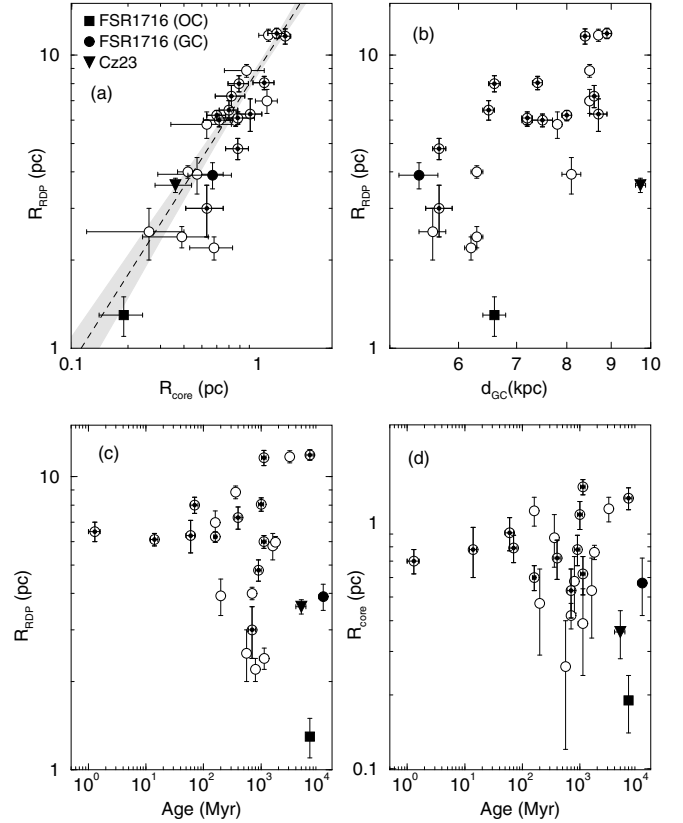 FSR1716 (OC)
FSR1716 (GC)
Cz23
(a)
(b)
10
1
R_RDP (pc)
0.1
1
R_core (pc)
10
1
R_RDP (pc)
6
7
8
9
10
d_GC(kpc)
(c)
(d)
10
1
R_RDP (pc)
10^0
10^1
10^2
10^3
10^4
Age (Myr)
1
0.1
R_core (pc)
10^0
10^1
10^2
10^3
10^4
Age (Myr)